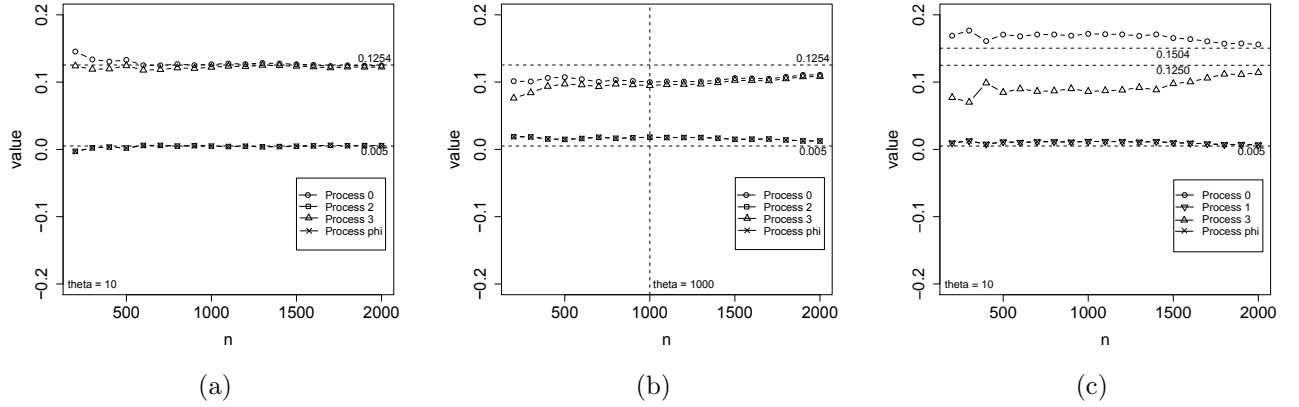 0.2
0.1
0.0
−0.1
−0.2
value
0.1254
0.005
Process 0
Process 2
Process 3
Process phi
theta = 10
500
1000
1500
2000
n
(a)
0.2
0.1
0.0
−0.1
−0.2
value
0.1254
0.005
Process 0
Process 2
Process 3
Process phi
theta = 1000
500
1000
1500
2000
n
(b)
0.2
0.1
0.0
−0.1
−0.2
value
0.1504
0.1250
0.005
Process 0
Process 1
Process 3
Process phi
theta = 10
500
1000
1500
2000
n
(c)